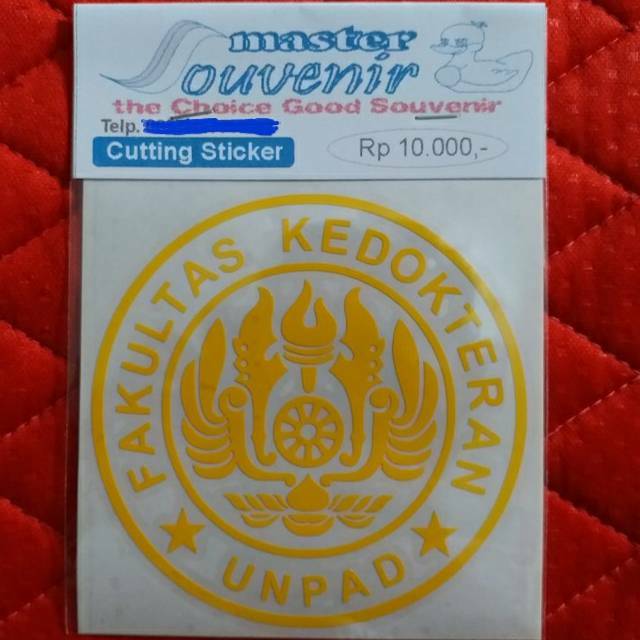 master
Souvenir
the Choice Good Souvenir
Telp.
Cutting Sticker
Rp 10.000,-
FAKULTAS KEDOKTERAN
UNPAD